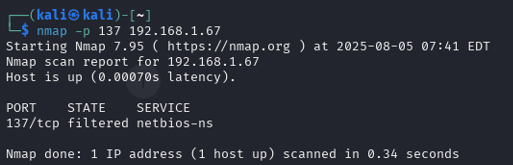 ┌──(kali㉿kali)-[~]
└─$ nmap -p 137 192.168.1.67
Starting Nmap 7.95 ( https://nmap.org ) at 2025-08-05 07:41 EDT
Nmap scan report for 192.168.1.67
Host is up (0.00070s latency).
PORT    STATE    SERVICE
137/tcp filtered netbios-ns
Nmap done: 1 IP address (1 host up) scanned in 0.34 seconds